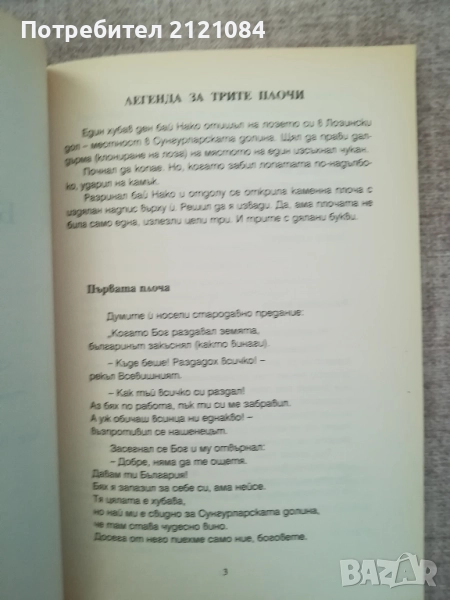 Потребител 2121084
ЛЕГЕНДА ЗА ТРИТЕ ПЛОЧИ
Един хубав ден бай Нако отишъл на лозето си в Лозински
дол – местност в Сунгурларската долина. Щял да прави дал-
дърма (клониране на лоза) на мястото на един изсъхнал чукан.
Почнал да копае. Но, когато забил лопатата по-надълбо-
ко, ударил на камък.
Разринал бай Нако и отдолу се открила каменна плоча с
издялан надпис върху й. Решил да я извади. Да, ама плочата не
била само една, излезли цели три. И трите с дялани букви.
Първата плоча
Думите й носели стародавно предание:
„Когато Бог раздавал земята,
българинът закъснял (както винаги).
– Къде беше! Раздадох всичко! –
рекъл Всевишният.
– Как тъй всичко си раздал!
Аз бях по работа, пък ти си ме забравил.
А уж обичаш всинца ни еднакво! –
възпротивил се нашенецът.
Засегнал се Бог и му отвърнал:
– Добре, няма да те ощетя.
Давам ти България!
Бях я запазил за себе си, ама нейсе.
Тя цялата е хубава,
но най ми е свидно за Сунгурларската долина,
че там става чудесно вино.
Досега от него пиехме само ние, боговете.
3
BAZAR
.bg